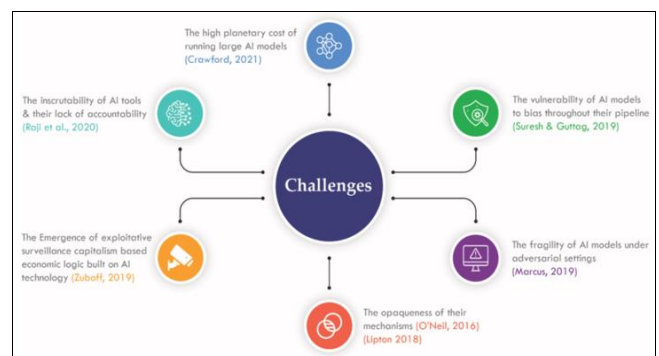 The high planetary cost of
running large AI models
(Crawford, 2021)
The inscrutability of AI tools
& their lack of accountability
(Raji et al., 2020)
The vulnerability of AI models
to bias throughout their pipeline
(Suresh & Guttag, 2019)
Challenges
The Emergence of exploitative
surveillance capitalism based
economic logic built on AI
technology (Zuboff, 2019)
The fragility of AI models under
adversarial settings
(Marcus, 2019)
The opaqueness of their
mechanisms (O'Neil, 2016)
(Lipton 2018)